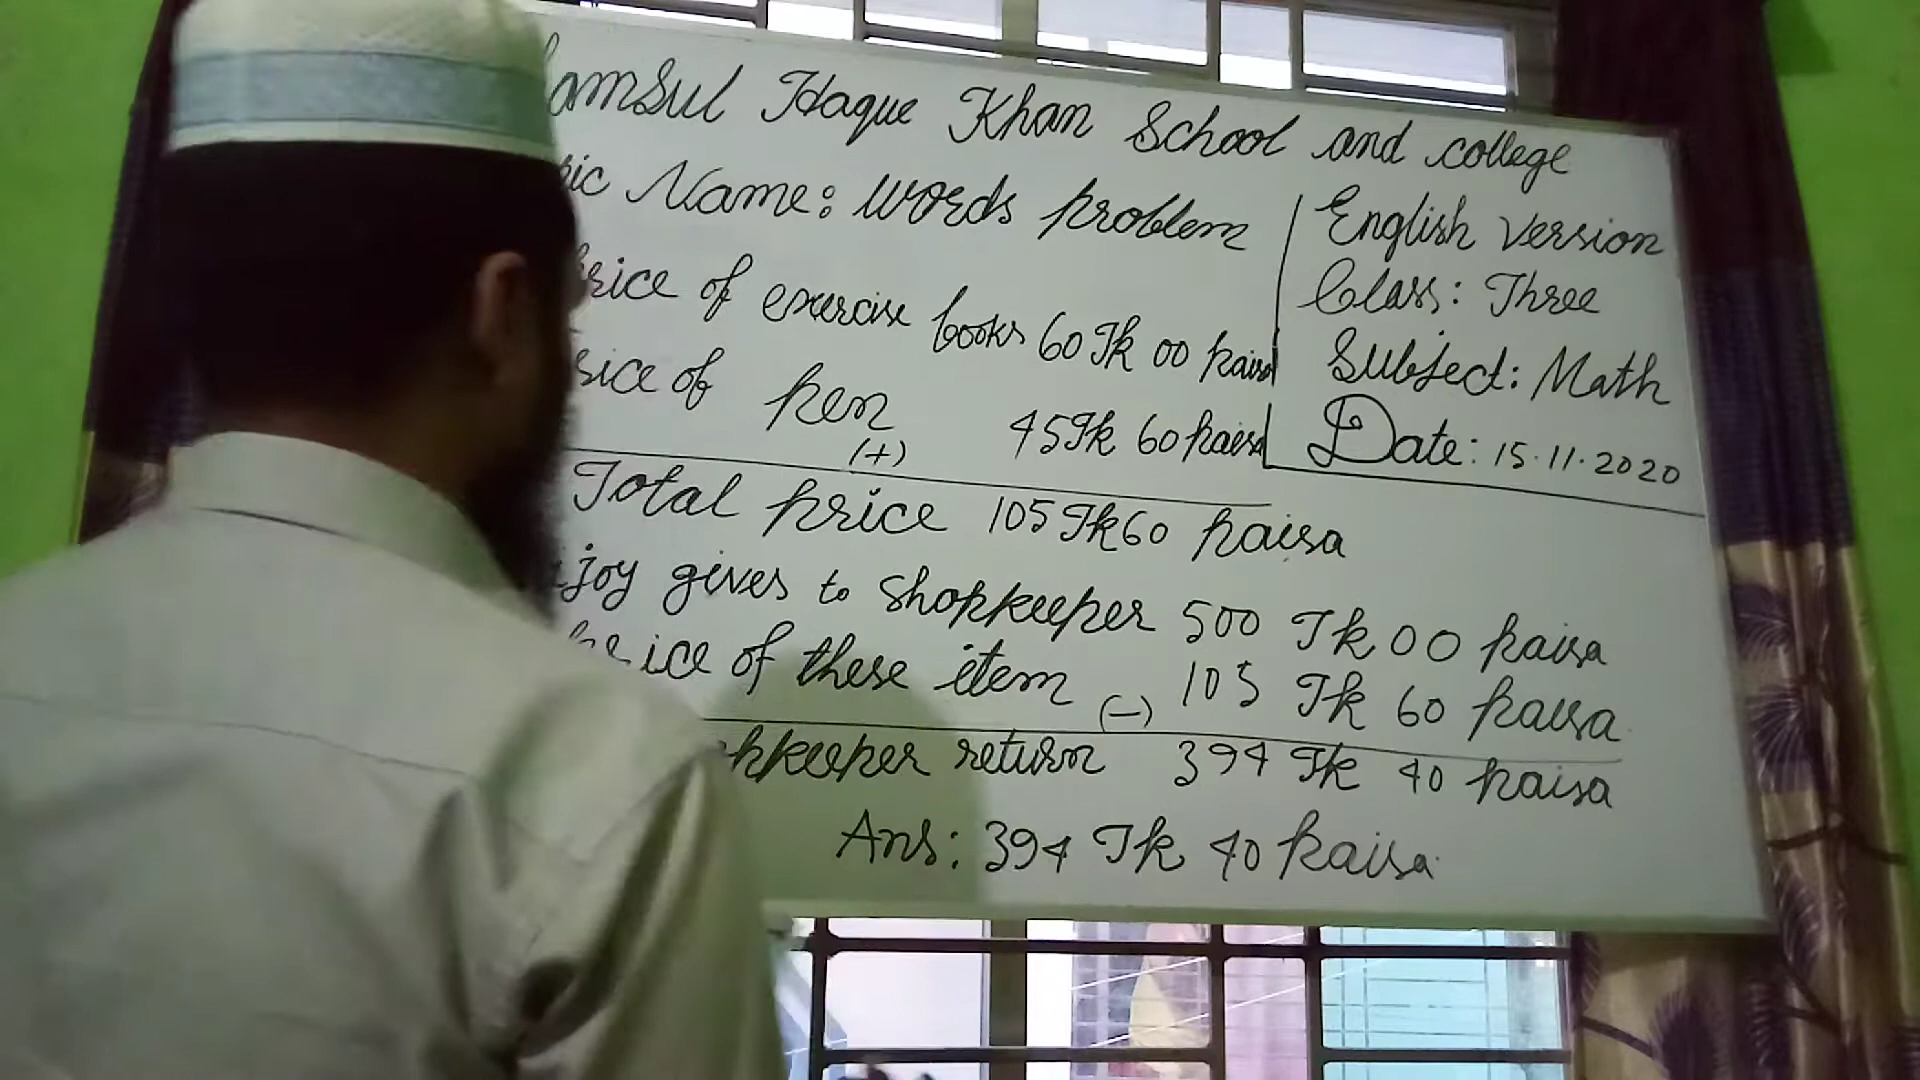 Haque Khan School and college
Name: words problem
English version
Class: Three
Subject: Math
Date: 15.11.2020
of exercise books 60 Tk 00 paisa
of pen 45 Tk 60 paisa
(+)
Total price 105 Tk 60 paisa
gives to shopkeeper 500 Tk 00 paisa
of these item (-) 105 Tk 60 paisa
return 394 Tk 40 paisa
Ans: 394 Tk 40 paisa